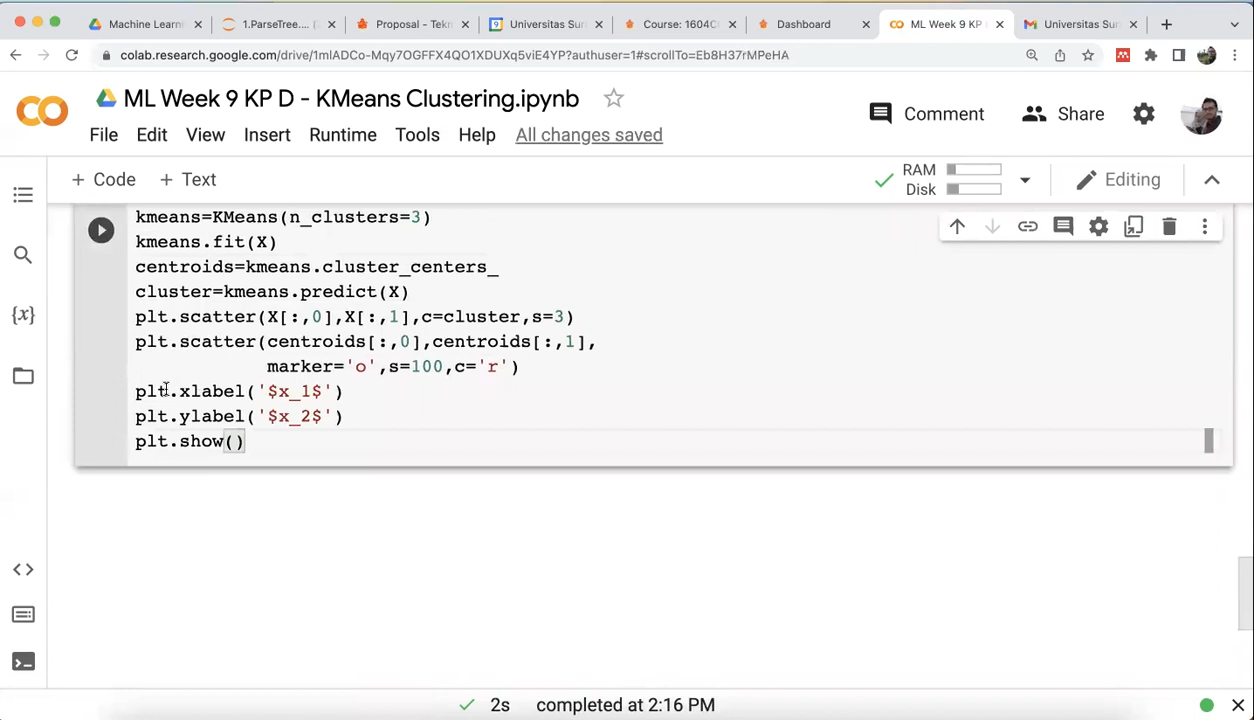 Machine Learni
1.ParseTree....
Proposal - Tekn
Universitas Sur
Course: 1604C
Dashboard
ML Week 9 KP
Universitas Sur
colab.research.google.com/drive/1mlADCo-Mqy7OGFFX4QO1XDUXq5viE4YP?authuser=1#scrollTo=Eb8H37rMPeHA
ML Week 9 KP D - KMeans Clustering.ipynb
Comment
Share
File Edit View Insert Runtime Tools Help All changes saved
+ Code + Text
RAM
Disk
Editing
kmeans=KMeans(n_clusters=3)
kmeans.fit(X)
centroids=kmeans.cluster_centers_
cluster=kmeans.predict(X)
plt.scatter(X[:,0],X[:,1],c=cluster,s=3)
plt.scatter(centroids[:,0],centroids[:,1],
marker='o',s=100,c='r')
plt.xlabel('$x_1$')
plt.ylabel('$x_2$')
plt.show()
{x}
2s completed at 2:16 PM